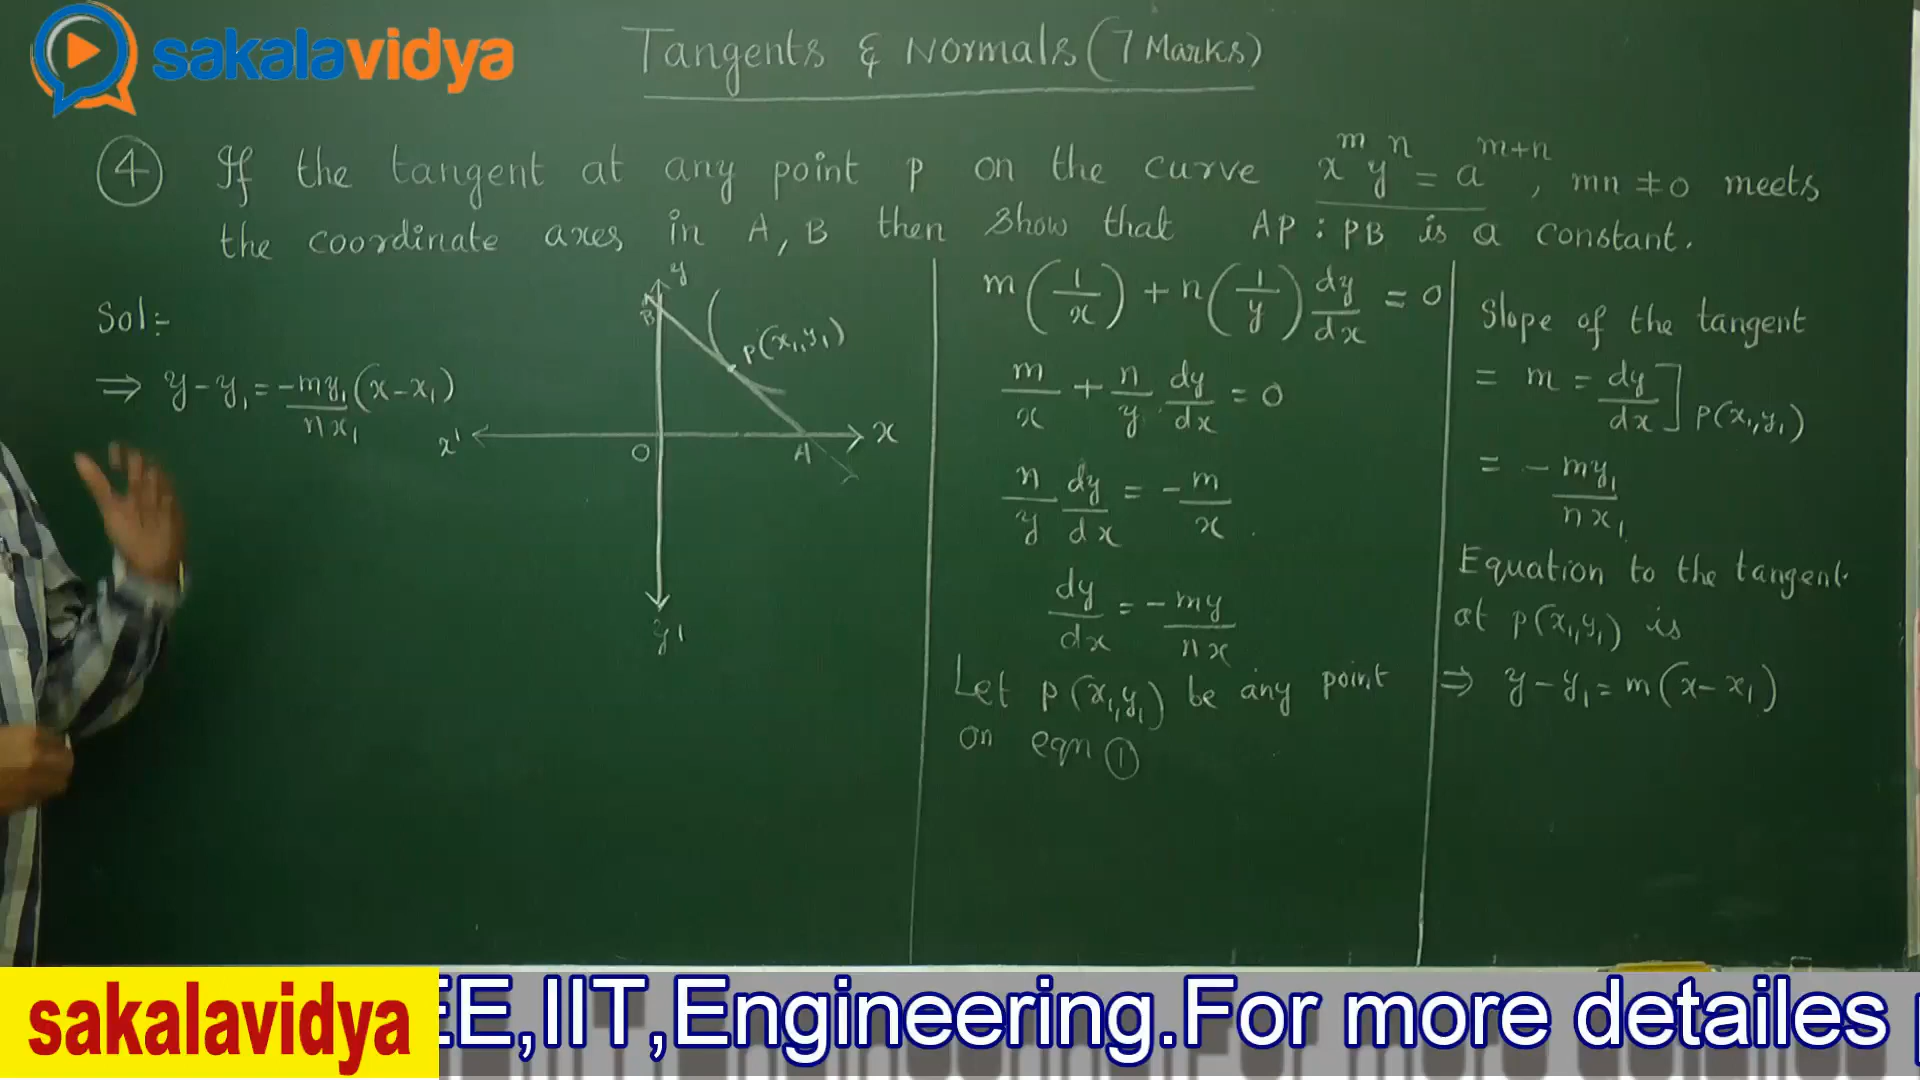 sakalavidya
Tangents & Normals (7 Marks)
④ If the tangent at any point P on the curve x^m y^n = a^(m+n), mn ≠ 0 meets
the coordinate axes in A, B then show that AP : PB is a constant.
Sol:-
⇒ y - y₁ = -my₁/nx₁ (x - x₁)
y
B
P(x₁, y₁)
x'
O
A
x
y'
m(1/x) + n(1/y) dy/dx = 0
m/x + n/y . dy/dx = 0
n/y dy/dx = -m/x
dy/dx = -my/nx
Let P(x₁, y₁) be any point
on eqn ①
Slope of the tangent
= m = dy/dx ] P(x₁, y₁)
= -my₁/nx₁
Equation to the tangent
at P(x₁, y₁) is
⇒ y - y₁ = m(x - x₁)
sakalavidya
EE,IIT,Engineering.For more detailes